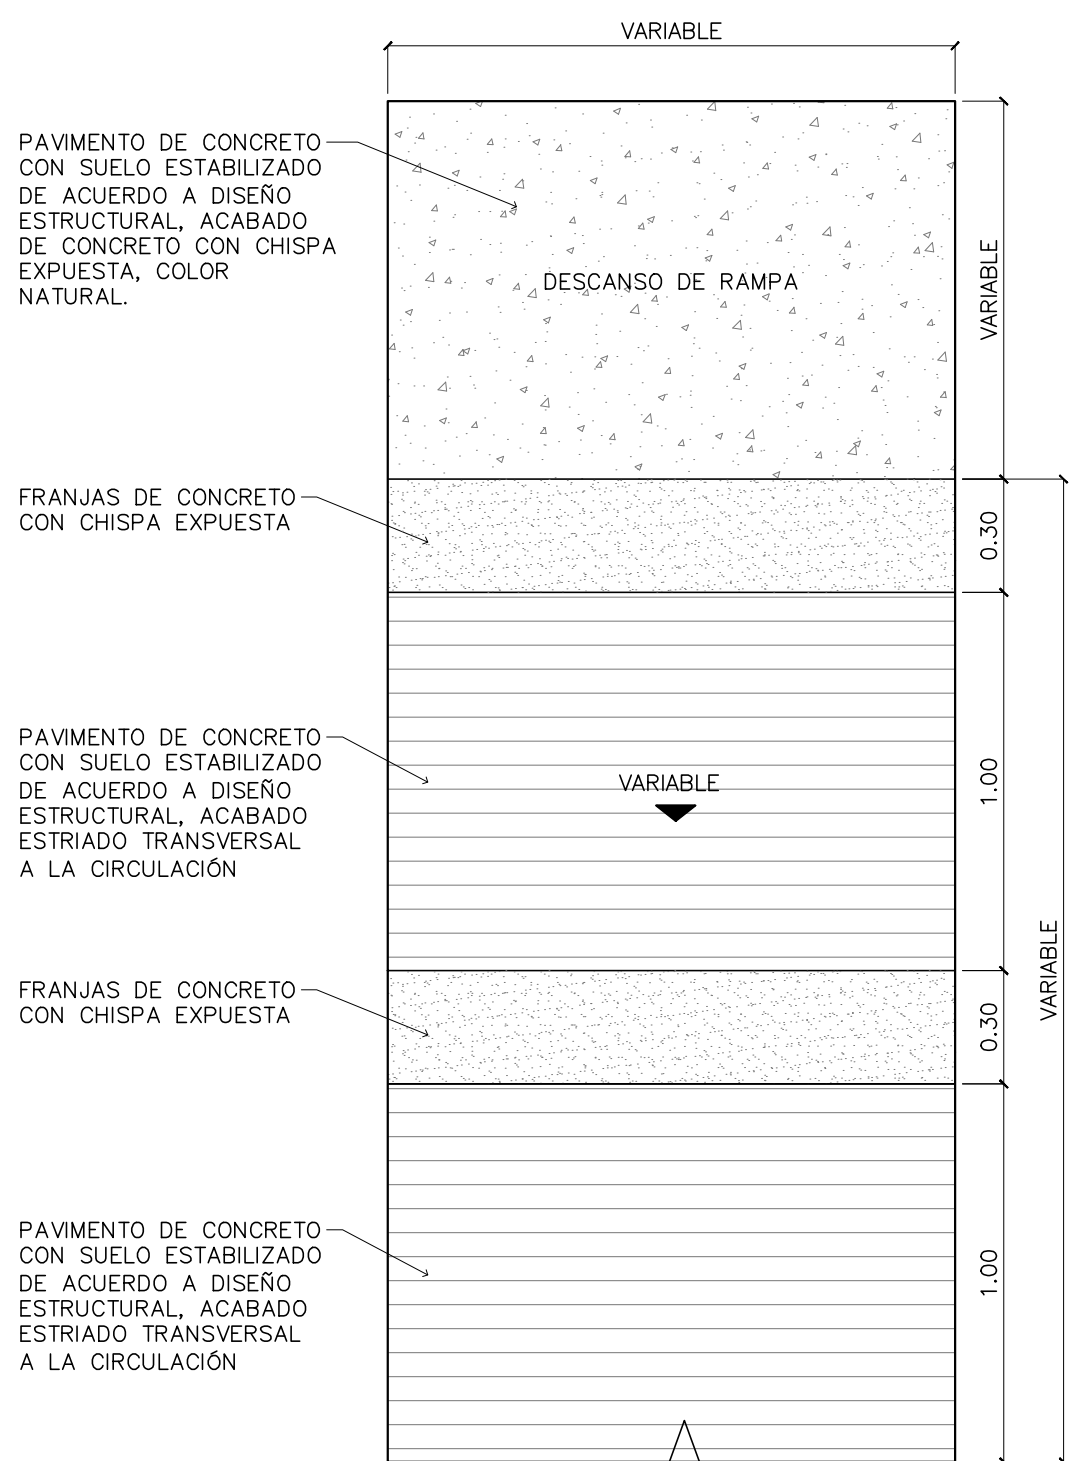 VARIABLE
PAVIMENTO DE CONCRETO
CON SUELO ESTABILIZADO
DE ACUERDO A DISEÑO
ESTRUCTURAL, ACABADO
DE CONCRETO CON CHISPA
EXPUESTA, COLOR
NATURAL.
DESCANSO DE RAMPA
VARIABLE
FRANJAS DE CONCRETO
CON CHISPA EXPUESTA
0.30
PAVIMENTO DE CONCRETO
CON SUELO ESTABILIZADO
DE ACUERDO A DISEÑO
ESTRUCTURAL, ACABADO
ESTRIADO TRANSVERSAL
A LA CIRCULACIÓN
VARIABLE
1.00
VARIABLE
FRANJAS DE CONCRETO
CON CHISPA EXPUESTA
0.30
PAVIMENTO DE CONCRETO
CON SUELO ESTABILIZADO
DE ACUERDO A DISEÑO
ESTRUCTURAL, ACABADO
ESTRIADO TRANSVERSAL
A LA CIRCULACIÓN
1.00